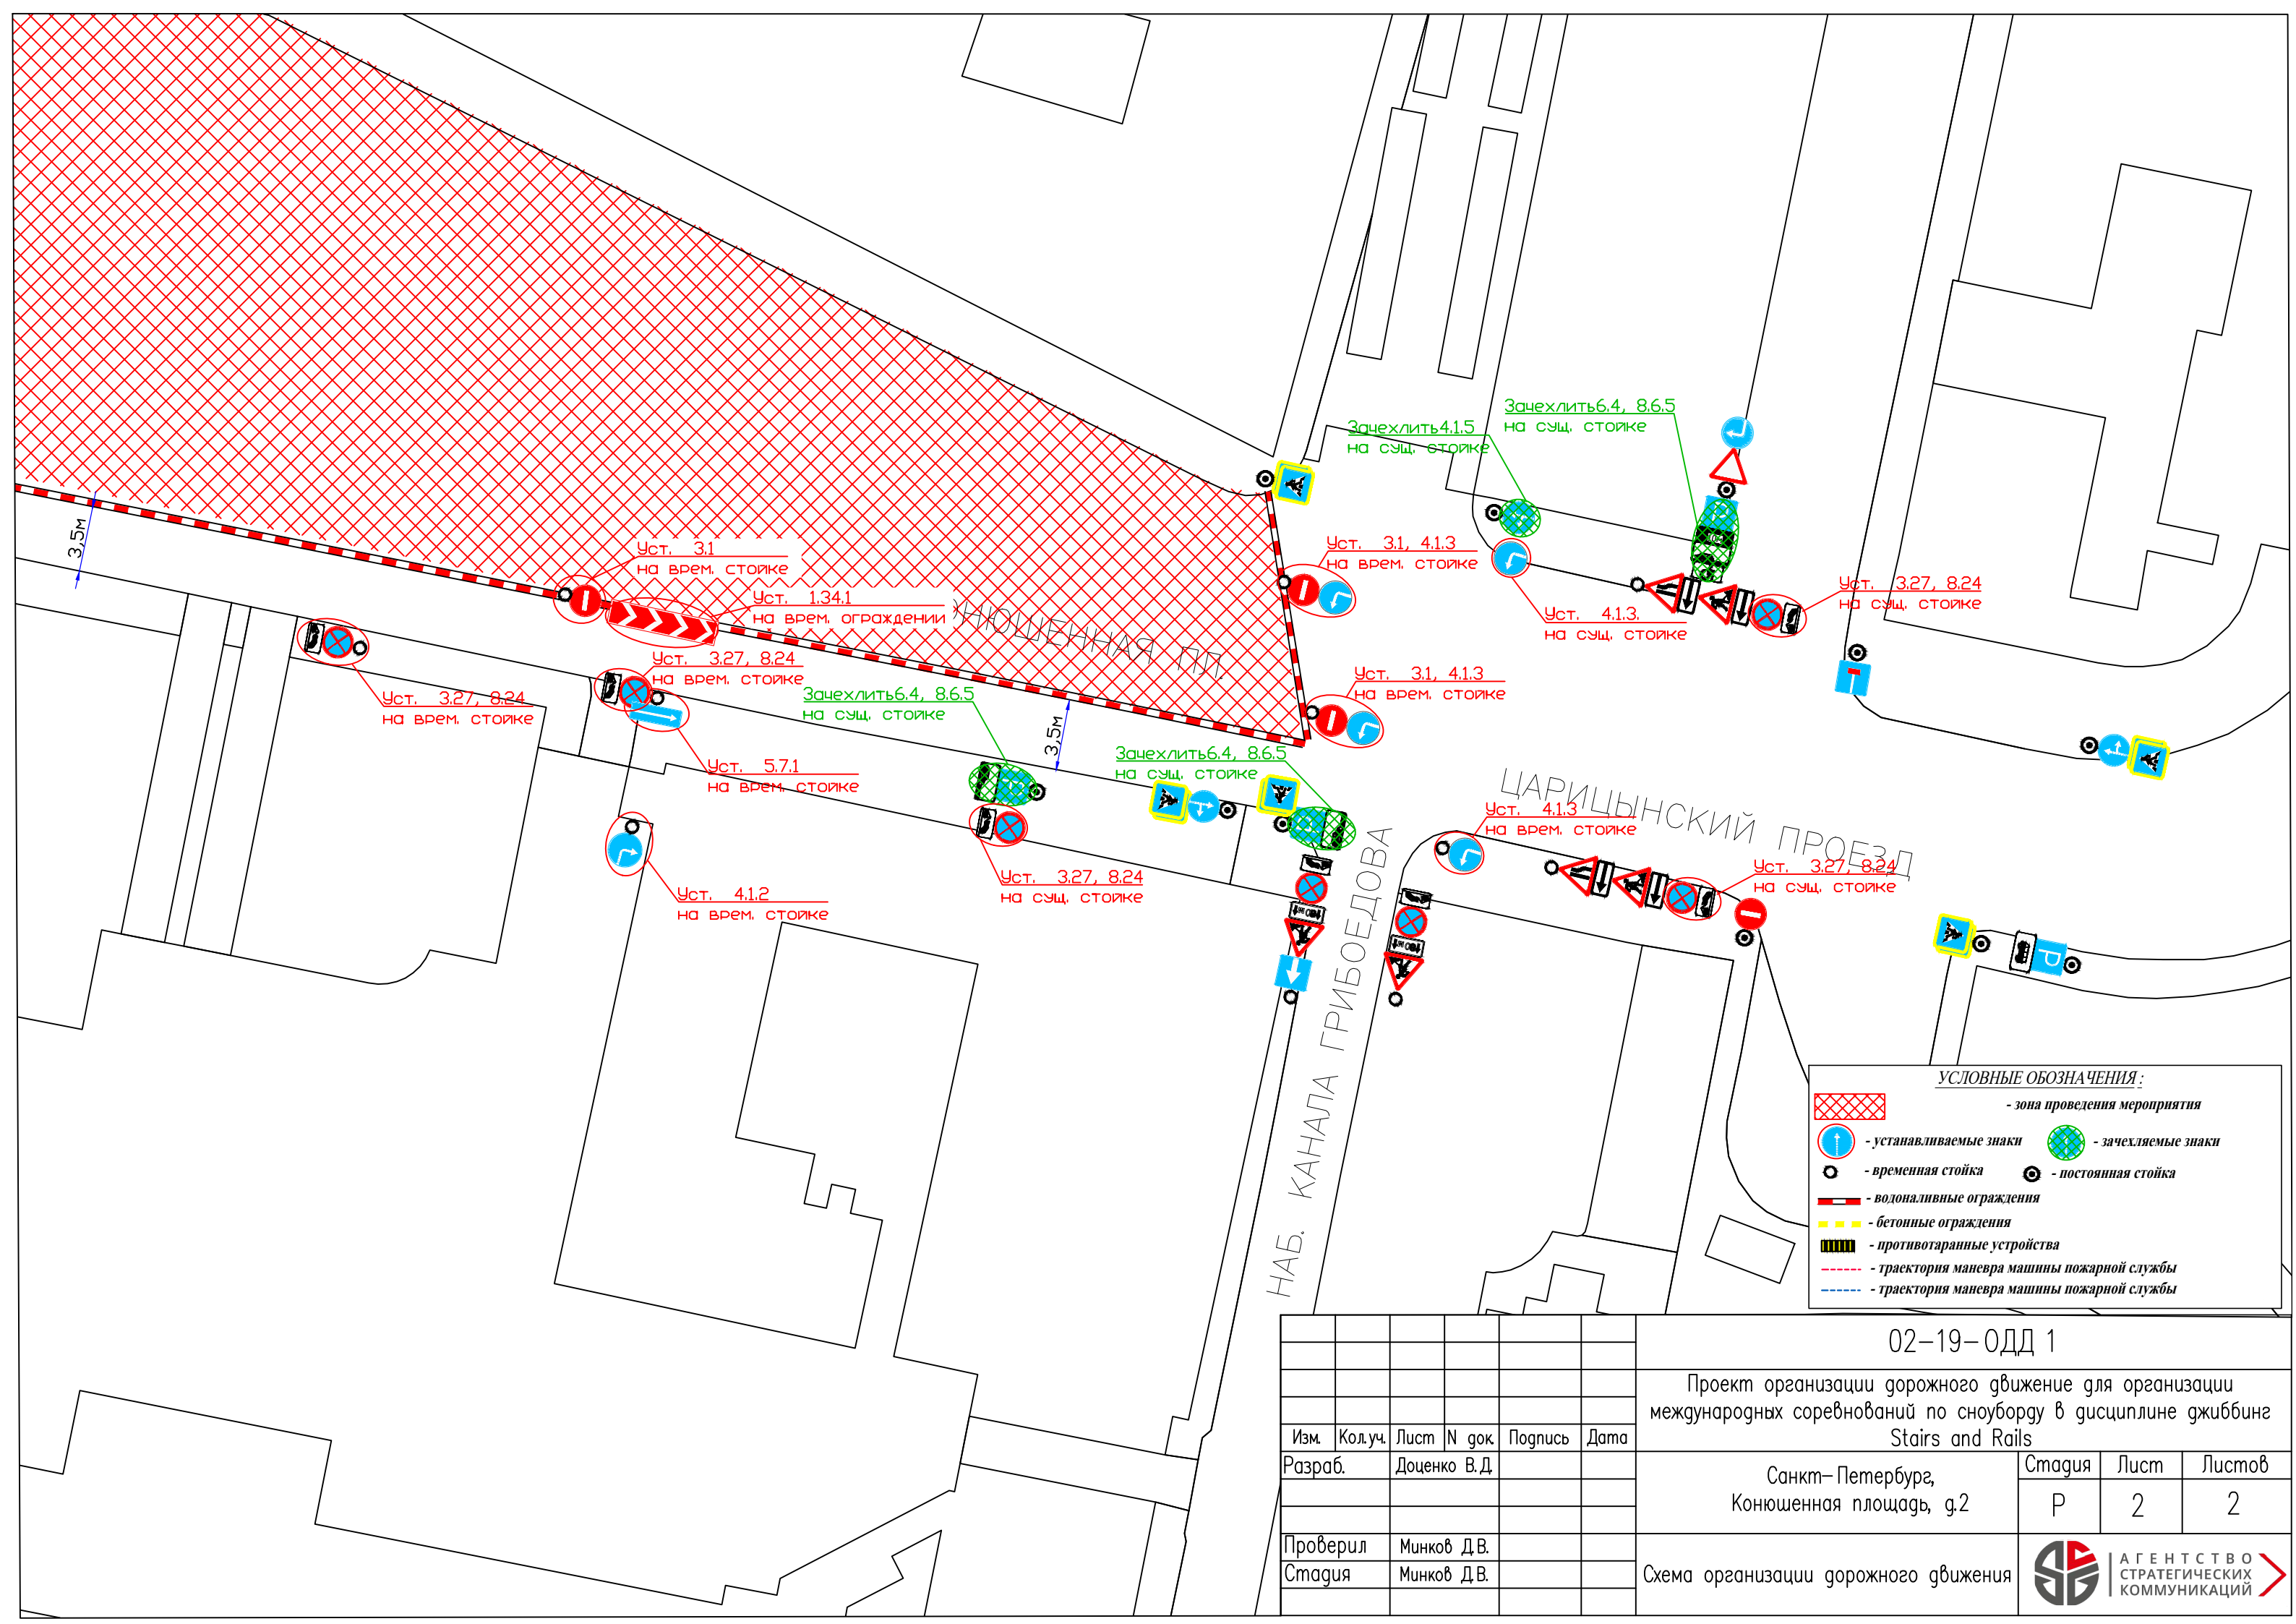 Зачехлить6.4, 8.6.5
на сущ. стойке
Зачехлить4.1.5
на сущ. стойке
3,5м
Уст. 3.1
на врем. стойке
Уст. 3.1, 4.1.3
на врем. стойке
Уст. 1.34.1
на врем. ограждении
НЮШЕННАЯ ПЛ.
Уст. 4.1.3.
на сущ. стойке
Уст. 3.27, 8.24
на сущ. стойке
Уст. 3.27, 8.24
на врем. стойке
Уст. 3.27, 8.24
на врем. стойке
Зачехлить6.4, 8.6.5
на сущ. стойке
Уст. 3.1, 4.1.3
на врем. стойке
3,5м
Зачехлить6.4, 8.6.5
на сущ. стойке
Уст. 5.7.1
на врем. стойке
ЦАРИЦЫНСКИЙ ПРОЕЗД
Уст. 4.1.3
на врем. стойке
Уст. 3.27, 8.24
на сущ. стойке
Уст. 4.1.2
на врем. стойке
Уст. 3.27, 8.24
на сущ. стойке
НАБ. КАНАЛА ГРИБОЕДОВА
P
УСЛОВНЫЕ ОБОЗНАЧЕНИЯ :
- зона проведения мероприятия
- устанавливаемые знаки
- зачехляемые знаки
- временная стойка
- постоянная стойка
- водоналивные ограждения
- бетонные ограждения
- противотаранные устройства
- траектория маневра машины пожарной службы
- траектория маневра машины пожарной службы
02-19-ОДД 1
Проект организации дорожного движение для организации
международных соревнований по сноуборду в дисциплине джиббинг
Stairs and Rails
Изм. Кол.уч. Лист N док. Подпись Дата
Разраб. Доценко В.Д.
Санкт-Петербург,
Конюшенная площадь, д.2
Стадия Лист Листов
Р 2 2
Проверил Минков Д.В.
Стадия Минков Д.В.
Схема организации дорожного движения
АГЕНТСТВО
СТРАТЕГИЧЕСКИХ
КОММУНИКАЦИЙ